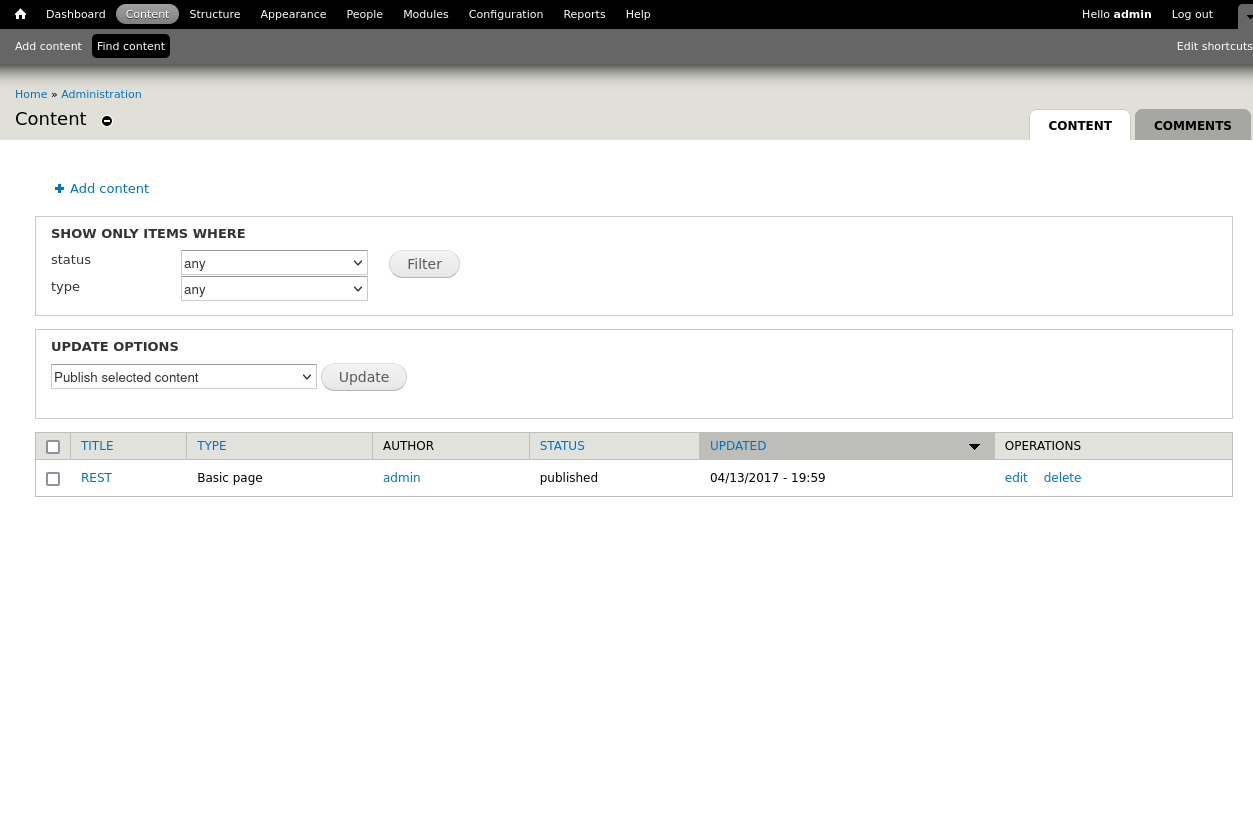 Dashboard Content Structure Appearance People Modules Configuration Reports Help Hello admin Log out
Add content Find content Edit shortcuts
Home » Administration
Content
CONTENT COMMENTS
Add content
SHOW ONLY ITEMS WHERE
status any Filter
type any
UPDATE OPTIONS
Publish selected content Update
TITLE TYPE AUTHOR STATUS UPDATED OPERATIONS
REST Basic page admin published 04/13/2017 - 19:59 edit delete